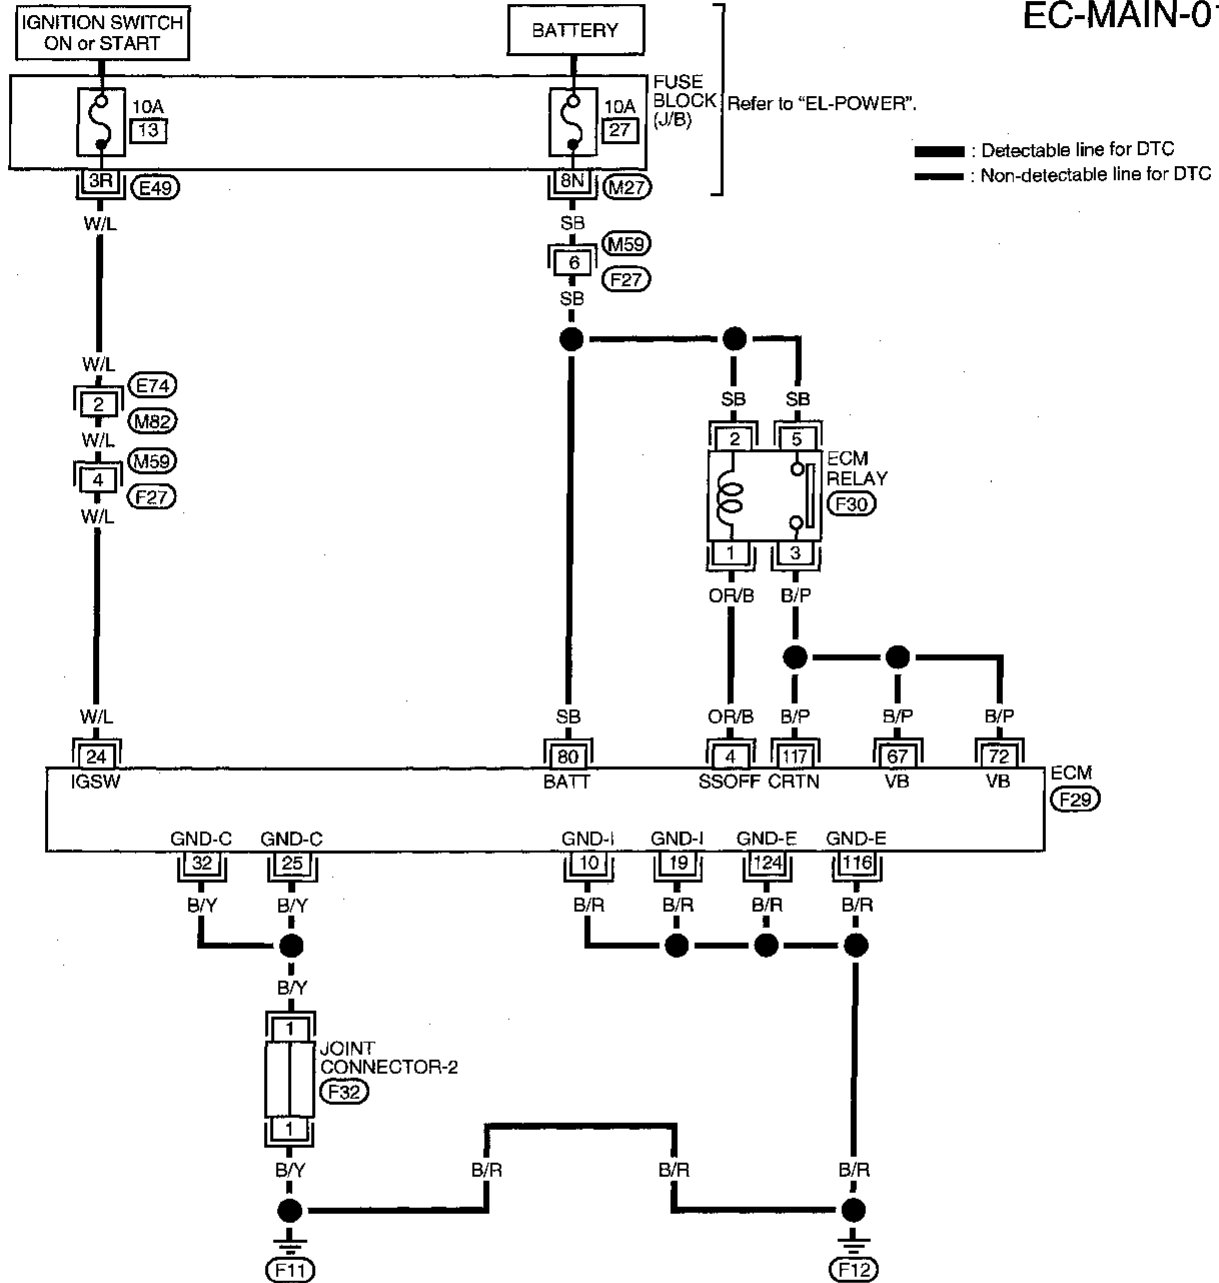 EC-MAIN-01
IGNITION SWITCH
ON or START
BATTERY
FUSE
BLOCK
(J/B)
Refer to "EL-POWER".
10A
13
10A
27
: Detectable line for DTC
: Non-detectable line for DTC
3R
E49
8N
M27
W/L
SB
6
M59
F27
SB
W/L
2
E74
M82
W/L
4
M59
F27
W/L
SB
SB
2
5
ECM
RELAY
F30
1
3
OR/B
B/P
W/L
SB
OR/B
B/P
B/P
B/P
24
80
4
117
67
72
IGSW
BATT
SSOFF
CRTN
VB
VB
ECM
F29
GND-C
GND-C
GND-I
GND-I
GND-E
GND-E
32
25
10
19
124
116
B/Y
B/Y
B/R
B/R
B/R
B/R
B/Y
1
JOINT
CONNECTOR-2
F32
1
B/Y
B/R
B/R
B/R
F11
F12